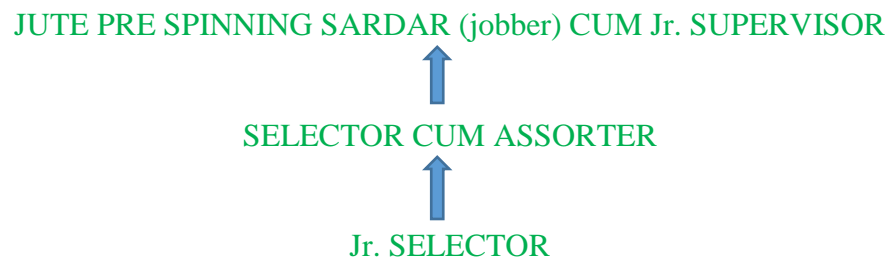 JUTE PRE SPINNING SARDAR (jobber) CUM Jr. SUPERVISOR
SELECTOR CUM ASSORTER
Jr. SELECTOR